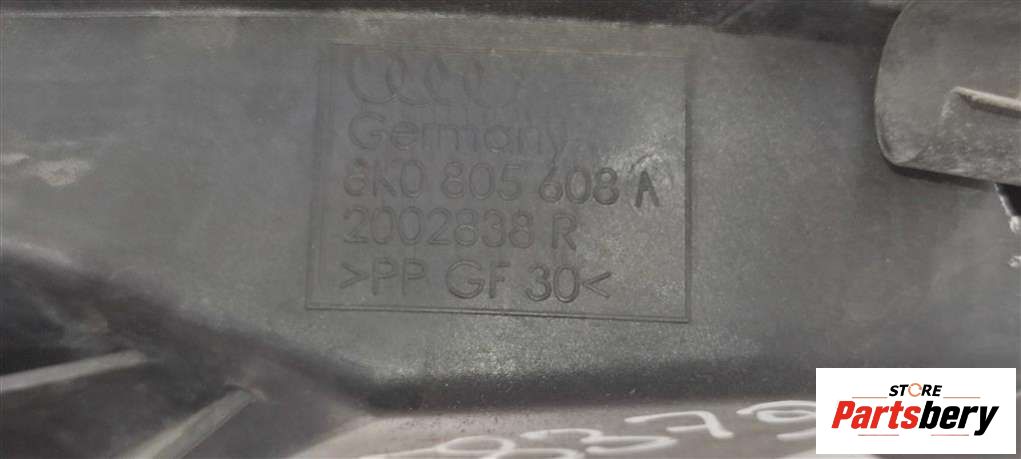 Germany
8K0 805 608 A
2002838 R
>PP GF 30<
STORE
Partsbery